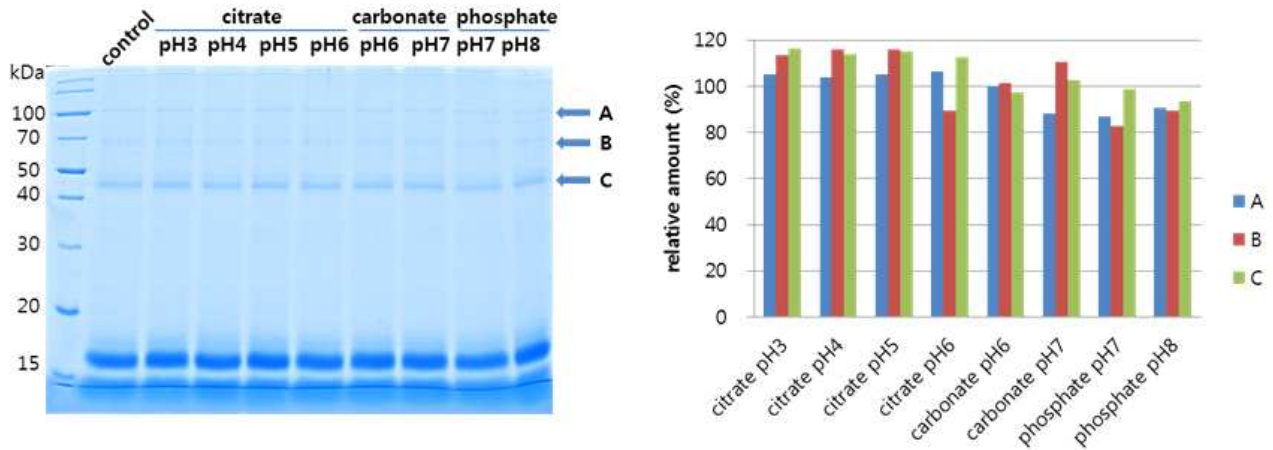 control
citrate carbonate phosphate
pH3 pH4 pH5 pH6 pH6 pH7 pH7 pH8
kDa
100
70
50
40
30
20
15
A
B
C
relative amount (%)
120
100
80
60
40
20
0
citrate pH3
citrate pH4
citrate pH5
citrate pH6
carbonate pH6
carbonate pH7
phosphate pH7
phosphate pH8
A
B
C